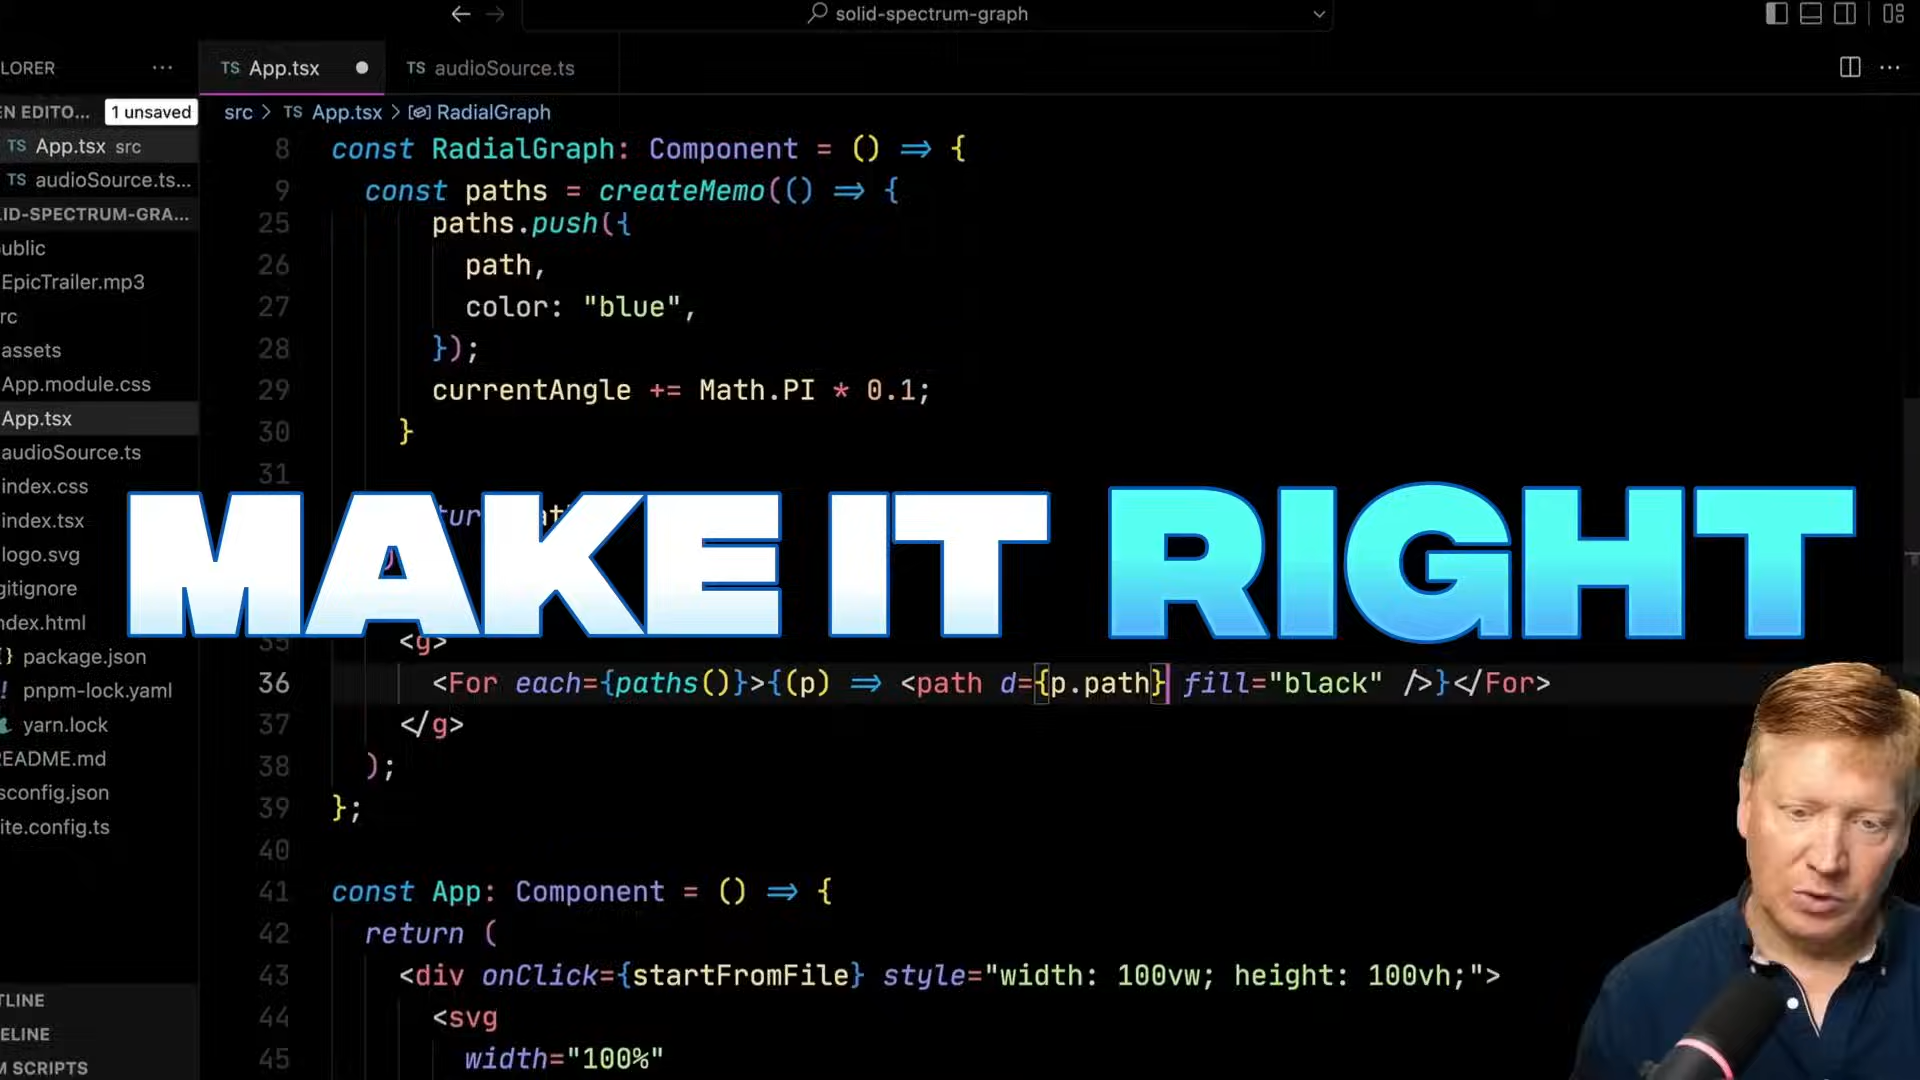 solid-spectrum-graph
LORER
TS App.tsx
TS audioSource.ts
EN EDITO... 1 unsaved
src > TS App.tsx > RadialGraph
TS App.tsx src
TS audioSource.ts...
LID-SPECTRUM-GRA...
ublic
EpicTrailer.mp3
rc
assets
App.module.css
App.tsx
audioSource.ts
index.css
index.tsx
logo.svg
gitignore
ndex.html
package.json
pnpm-lock.yaml
yarn.lock
EADME.md
sconfig.json
ite.config.ts
TLINE
ELINE
M SCRIPTS
8 const RadialGraph: Component = () => {
9 const paths = createMemo(() => {
25 paths.push({
26 path,
27 color: "blue",
28 });
29 currentAngle += Math.PI * 0.1;
30 }
31
MAKE IT RIGHT
35 <g>
36 <For each={paths()}>{(p) => <path d={p.path} fill="black" />}</For>
37 </g>
38 );
39 };
40
41 const App: Component = () => {
42 return (
43 <div onClick={startFromFile} style="width: 100vw; height: 100vh;">
44 <svg
45 width="100%"